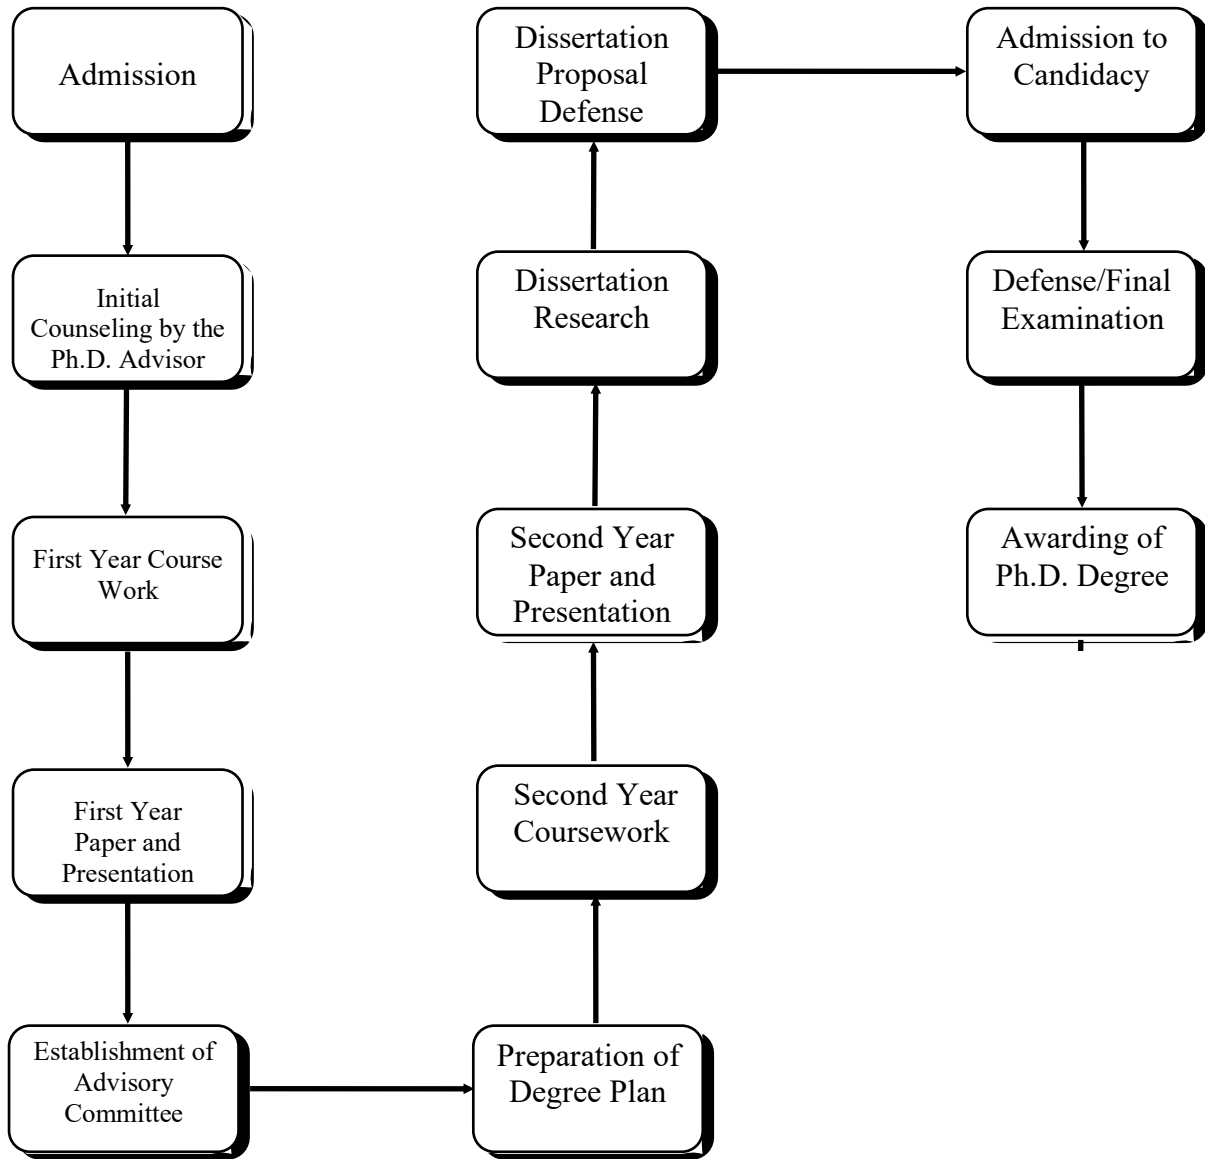 Admission
Initial
Counseling by the
Ph.D. Advisor
First Year Course
Work
First Year
Paper and
Presentation
Establishment of
Advisory
Committee
Preparation of
Degree Plan
Second Year
Coursework
Second Year
Paper and
Presentation
Dissertation
Research
Dissertation
Proposal
Defense
Admission to
Candidacy
Defense/Final
Examination
Awarding of
Ph.D. Degree